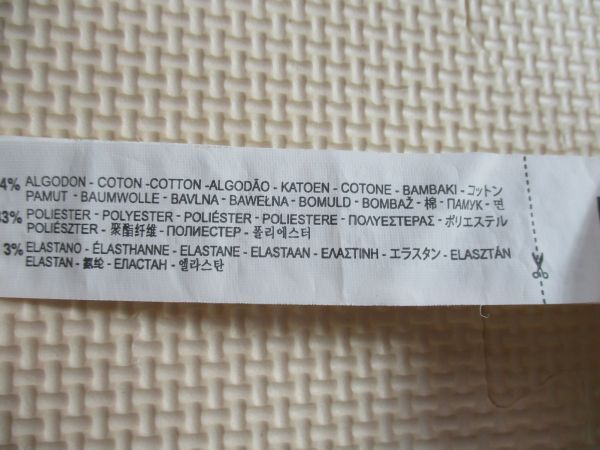 4% ALGODON - COTON -COTTON -ALGODÃO - KATOEN - COTONE - BAMBAKI - コットン
PAMUT - BAUMWOLLE - BAVLNA - BAWEŁNA - BOMULD - BOMBAŽ - 棉 - ПАМУК - 면
3% POLIESTER - POLYESTER - POLIÉSTER - POLIESTERE - ΠΟΛΥΕΣΤΕΡΑΣ - ポリエステル
POLIÉSZTER - 聚酯纤维 - ПОЛИЕСТЕР - 폴리에스터
3% ELASTANO - ÉLASTHANNE - ELASTANE - ELASTAAN - ΕΛΑΣΤΙΝΗ - エラスタン - ELASZTÁN
ELASTAN - 氨纶 - ЕЛАСТАН - 엘라스탄